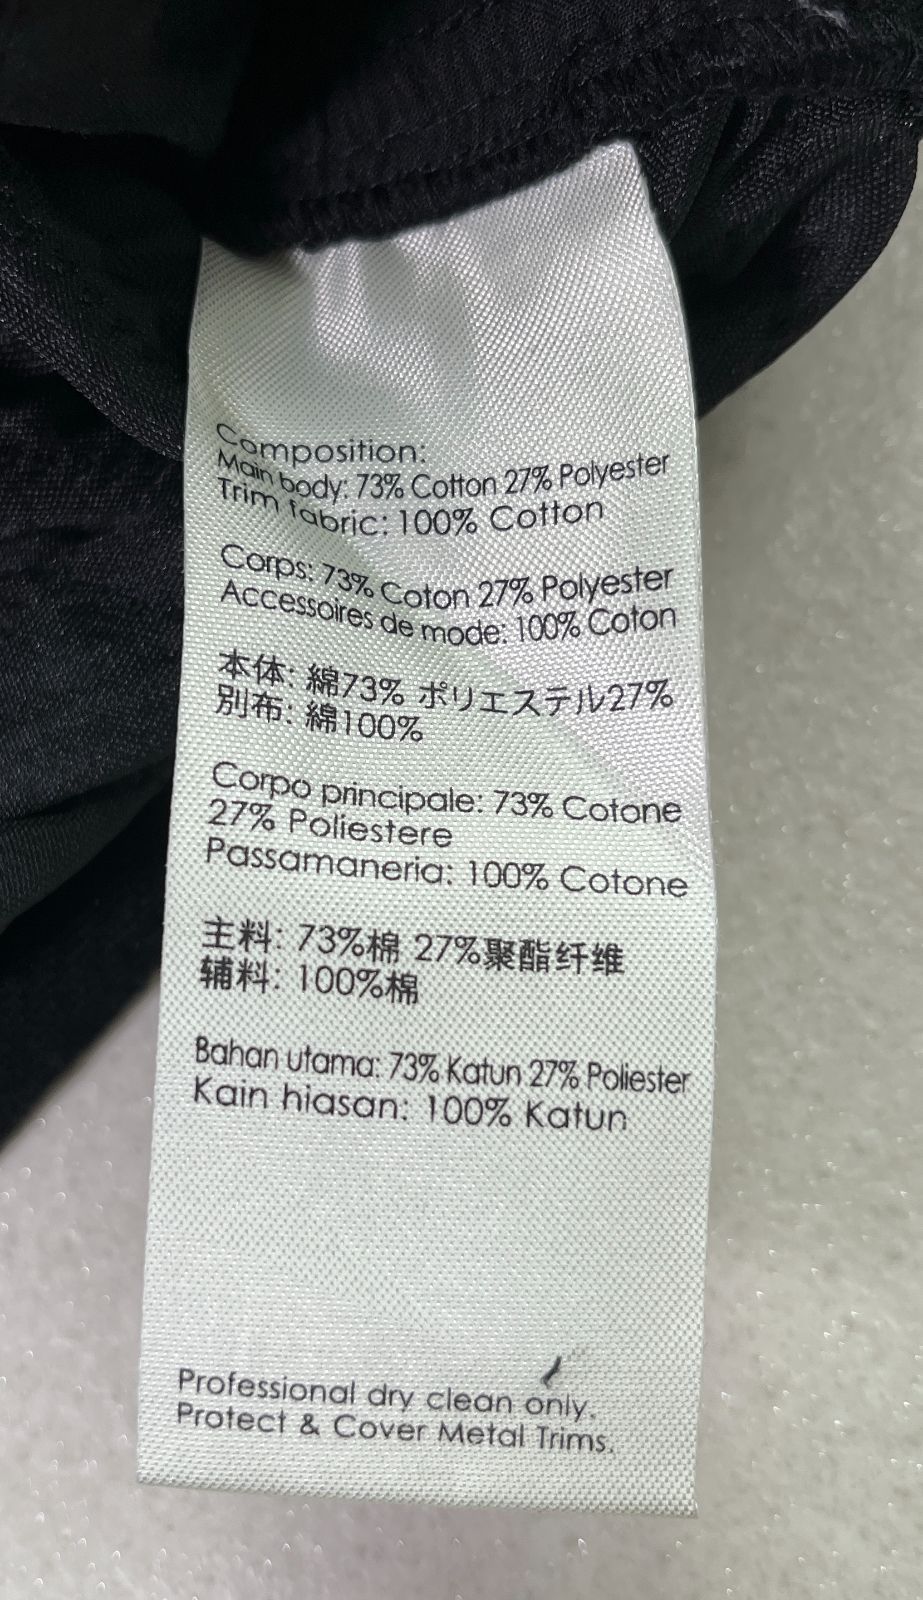 Composition:
Main body: 73% Cotton 27% Polyester
Trim fabric: 100% Cotton
Corps: 73% Coton 27% Polyester
Accessoires de mode: 100% Coton
本体: 綿73% ポリエステル27%
別布: 綿100%
Corpo principale: 73% Cotone
27% Poliestere
Passamaneria: 100% Cotone
主料: 73%棉 27%聚酯纤维
辅料: 100%棉
Bahan utama: 73% Katun 27% Poliester
Kain hiasan: 100% Katun
Professional dry clean only.
Protect & Cover Metal Trims.